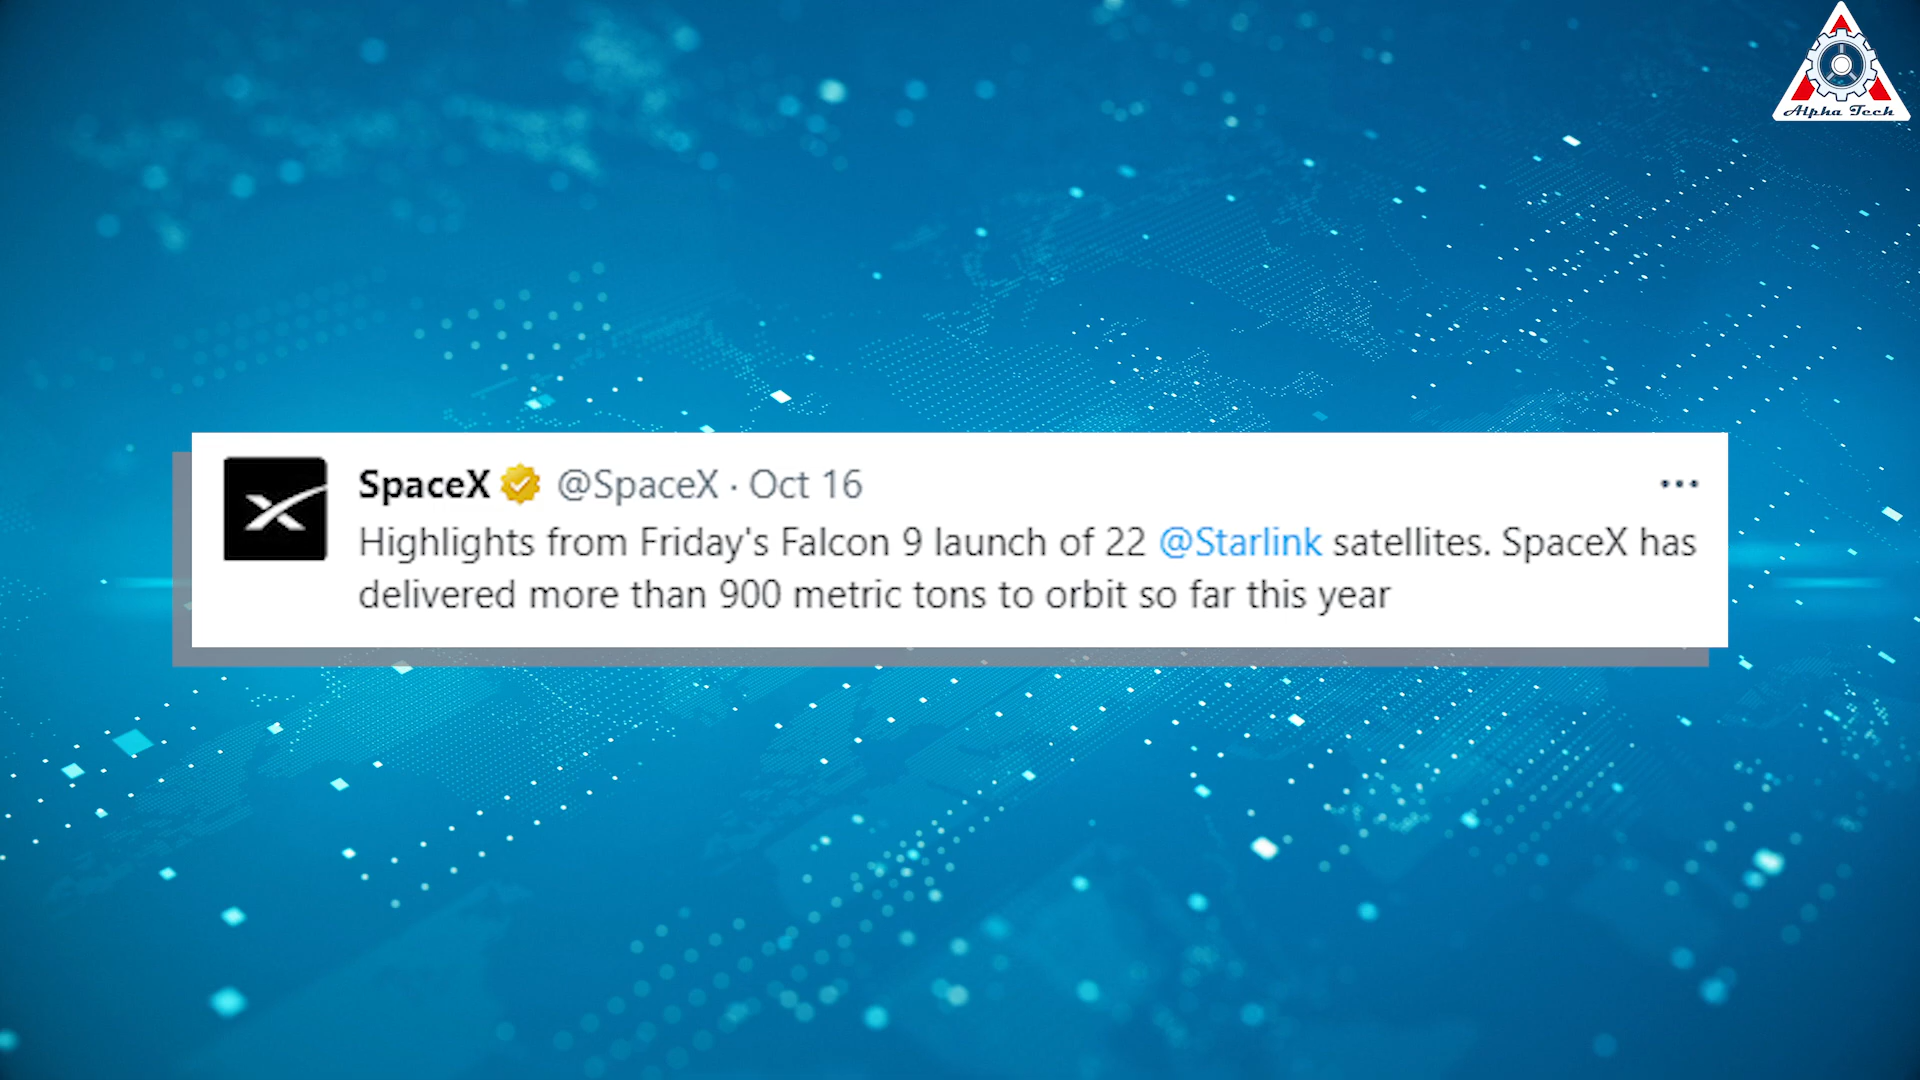 Alpha Tech
SpaceX @SpaceX · Oct 16
Highlights from Friday's Falcon 9 launch of 22 @Starlink satellites. SpaceX has
delivered more than 900 metric tons to orbit so far this year